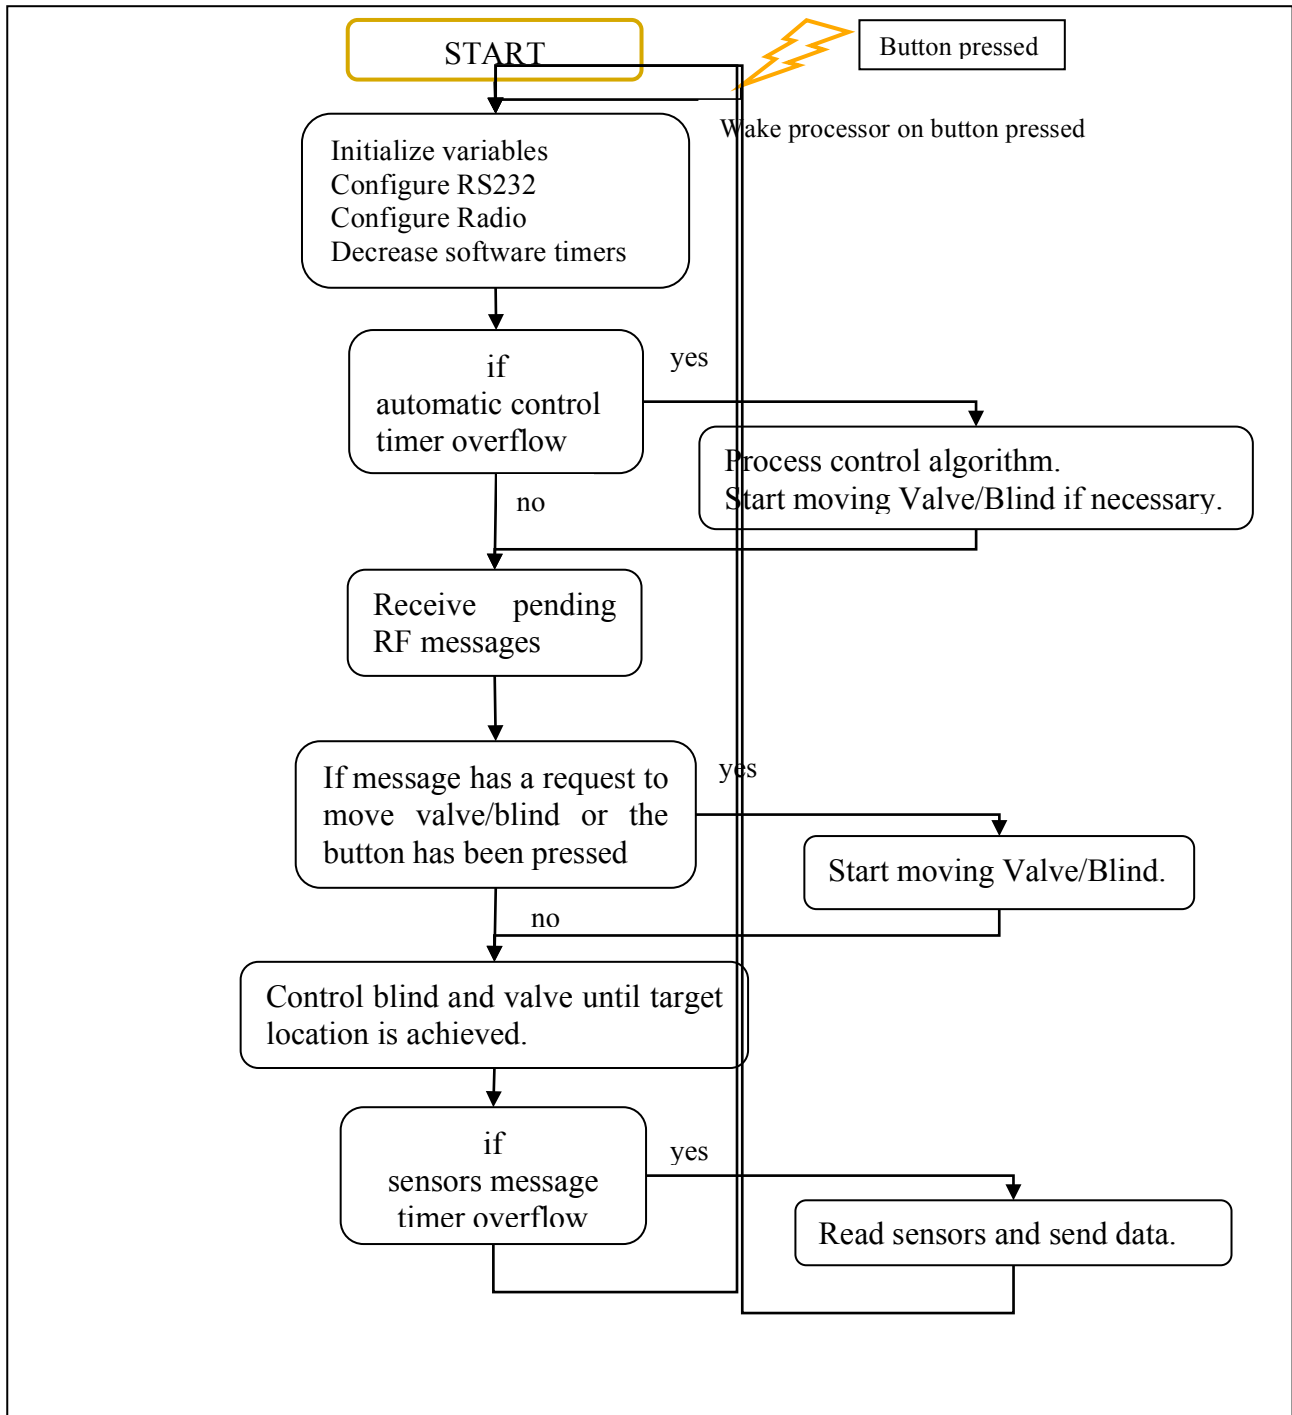 START
Button pressed
Wake processor on button pressed
Initialize variables
Configure RS232
Configure Radio
Decrease software timers
if
automatic control
timer overflow
yes
Process control algorithm.
Start moving Valve/Blind if necessary.
no
Receive pending
RF messages
If message has a request to
move valve/blind or the
button has been pressed
yes
Start moving Valve/Blind.
no
Control blind and valve until target
location is achieved.
if
sensors message
timer overflow
yes
Read sensors and send data.